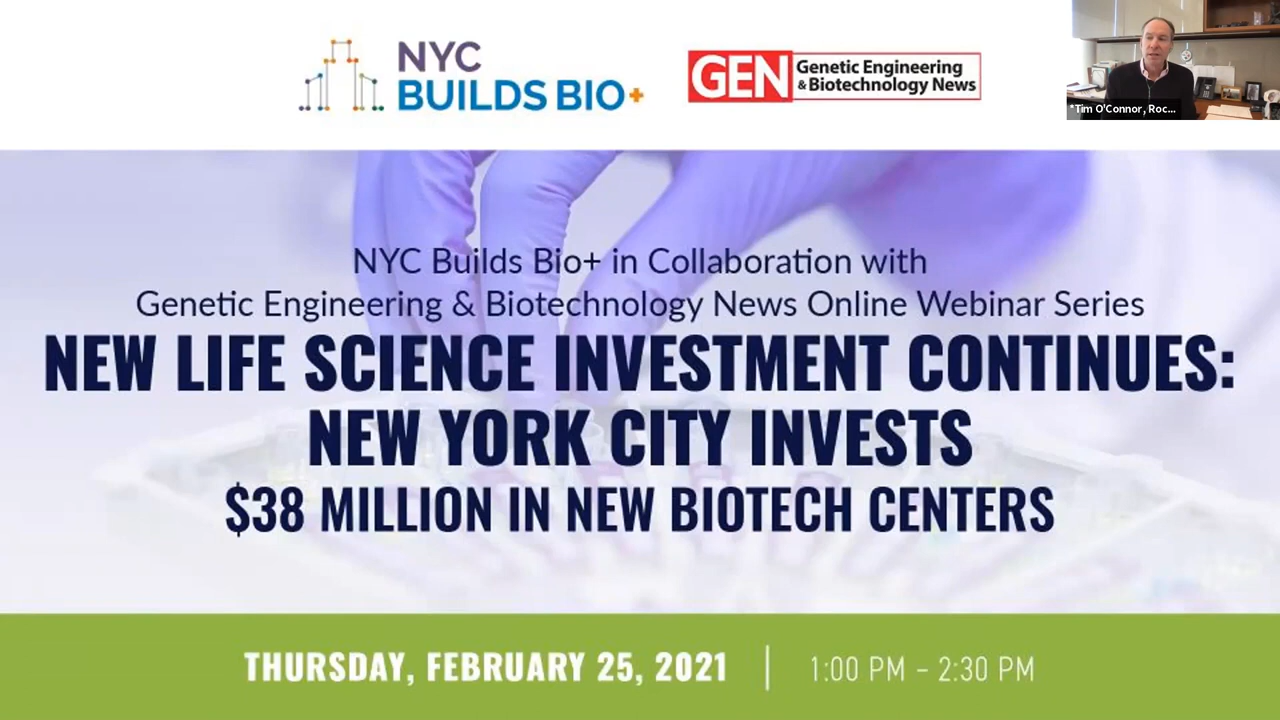 NYC
BUILDS BIO+
GEN
Genetic Engineering
& Biotechnology News
*Tim O'Connor, Roc...
NYC Builds Bio+ in Collaboration with
Genetic Engineering & Biotechnology News Online Webinar Series
NEW LIFE SCIENCE INVESTMENT CONTINUES:
NEW YORK CITY INVESTS
$38 MILLION IN NEW BIOTECH CENTERS
THURSDAY, FEBRUARY 25, 2021 | 1:00 PM – 2:30 PM